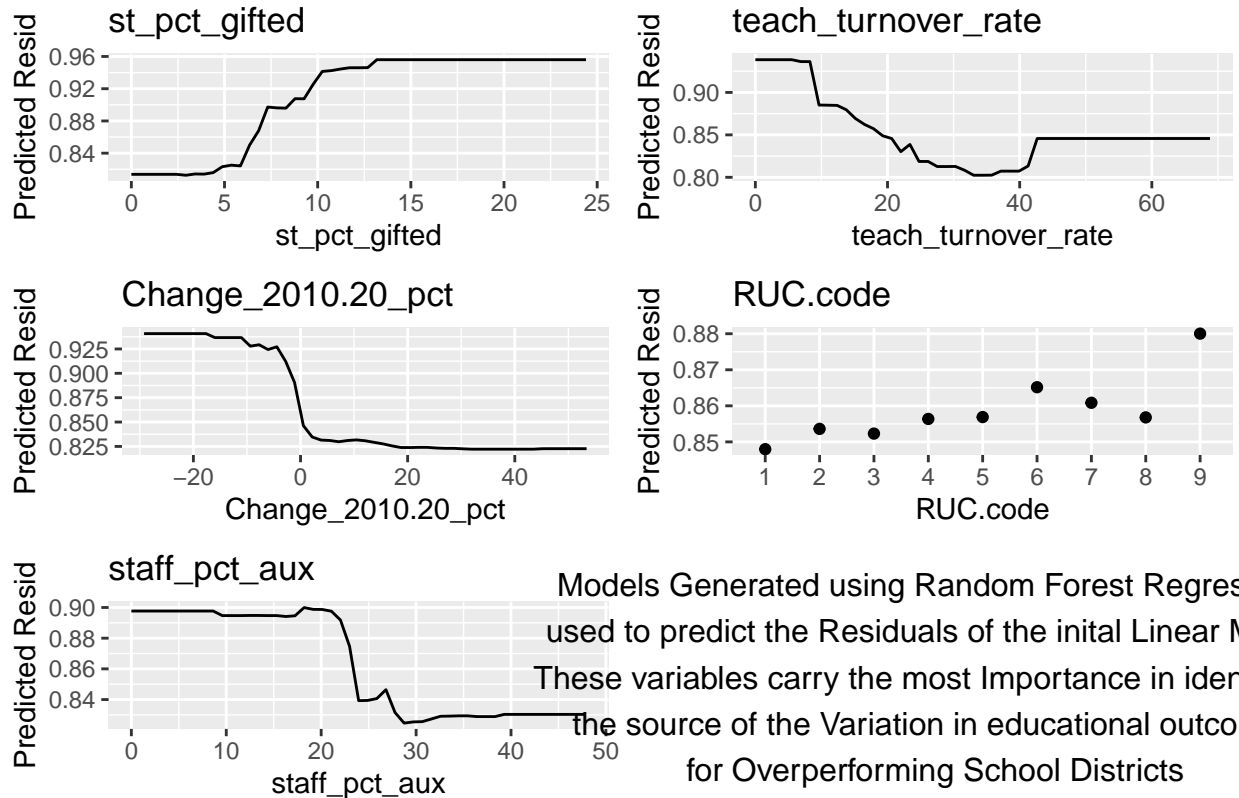 st_pct_gifted
Predicted Resid
0.96
0.92
0.88
0.84
0 5 10 15 20 25
st_pct_gifted
teach_turnover_rate
Predicted Resid
0.90
0.85
0.80
0 20 40 60
teach_turnover_rate
Change_2010.20_pct
Predicted Resid
0.925
0.900
0.875
0.850
0.825
−20 0 20 40
Change_2010.20_pct
RUC.code
Predicted Resid
0.88
0.87
0.86
0.85
1 2 3 4 5 6 7 8 9
RUC.code
staff_pct_aux
Predicted Resid
0.90
0.88
0.86
0.84
0 10 20 30 40 50
staff_pct_aux
Models Generated using Random Forest Regres
used to predict the Residuals of the inital Linear M
These variables carry the most Importance in iden
the source of the Variation in educational outco
for Overperforming School Districts